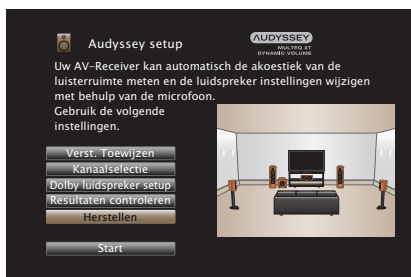 Audyssey setup
AUDYSSEY
MULTEQ XT
DYNAMIC VOLUME
Uw AV-Receiver kan automatisch de akoestiek van de
luisterruimte meten en de luidspreker instellingen wijzigen
met behulp van de microfoon.
Gebruik de volgende
instellingen.
Verst. Toewijzen
Kanaalselectie
Dolby luidspreker setup
Resultaten controleren
Herstellen
Start